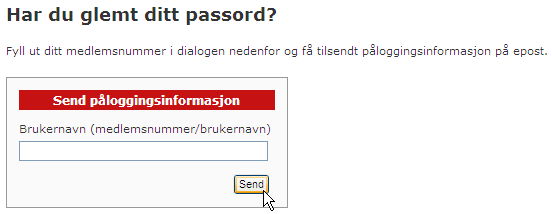 Har du glemt ditt passord?
Fyll ut ditt medlemsnummer i dialogen nedenfor og få tilsendt påloggingsinformasjon på epost.
Send påloggingsinformasjon
Brukernavn (medlemsnummer/brukernavn)
Send